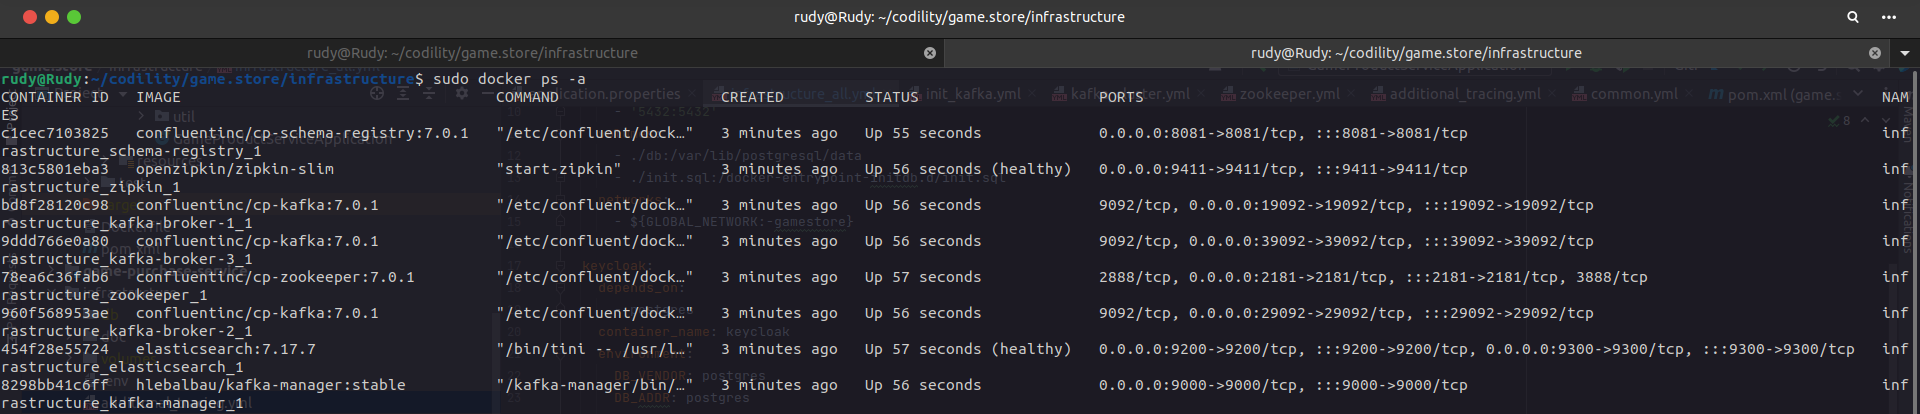 rudy@Rudy: ~/codility/game.store/infrastructure
rudy@Rudy: ~/codility/game.store/infrastructure
rudy@Rudy: ~/codility/game.store/infrastructure
rudy@Rudy:~/codility/game.store/infrastructure$ sudo docker ps -a
CONTAINER ID   IMAGE                                   COMMAND                  CREATED         STATUS                    PORTS                                                                                  NAM
ES
c1cec7103825   confluentinc/cp-schema-registry:7.0.1   "/etc/confluent/dock…"   3 minutes ago   Up 55 seconds             0.0.0.0:8081->8081/tcp, :::8081->8081/tcp                                              inf
rastructure_schema-registry_1
813c5801eba3   openzipkin/zipkin-slim                  "start-zipkin"           3 minutes ago   Up 56 seconds (healthy)   0.0.0.0:9411->9411/tcp, :::9411->9411/tcp                                              inf
rastructure_zipkin_1
bd8f28120c98   confluentinc/cp-kafka:7.0.1             "/etc/confluent/dock…"   3 minutes ago   Up 56 seconds             9092/tcp, 0.0.0.0:19092->19092/tcp, :::19092->19092/tcp                                inf
rastructure_kafka-broker-1_1
9ddd766e0a80   confluentinc/cp-kafka:7.0.1             "/etc/confluent/dock…"   3 minutes ago   Up 56 seconds             9092/tcp, 0.0.0.0:39092->39092/tcp, :::39092->39092/tcp                                inf
rastructure_kafka-broker-3_1
78ea6c36fab6   confluentinc/cp-zookeeper:7.0.1         "/etc/confluent/dock…"   3 minutes ago   Up 57 seconds             2888/tcp, 0.0.0.0:2181->2181/tcp, :::2181->2181/tcp, 3888/tcp                          inf
rastructure_zookeeper_1
960f568953ae   confluentinc/cp-kafka:7.0.1             "/etc/confluent/dock…"   3 minutes ago   Up 56 seconds             9092/tcp, 0.0.0.0:29092->29092/tcp, :::29092->29092/tcp                                inf
rastructure_kafka-broker-2_1
454f28e55724   elasticsearch:7.17.7                    "/bin/tini -- /usr/l…"   3 minutes ago   Up 57 seconds (healthy)   0.0.0.0:9200->9200/tcp, :::9200->9200/tcp, 0.0.0.0:9300->9300/tcp, :::9300->9300/tcp   inf
rastructure_elasticsearch_1
8298bb41c6ff   hlebalbau/kafka-manager:stable          "/kafka-manager/bin/…"   3 minutes ago   Up 56 seconds             0.0.0.0:9000->9000/tcp, :::9000->9000/tcp                                              inf
rastructure_kafka-manager_1